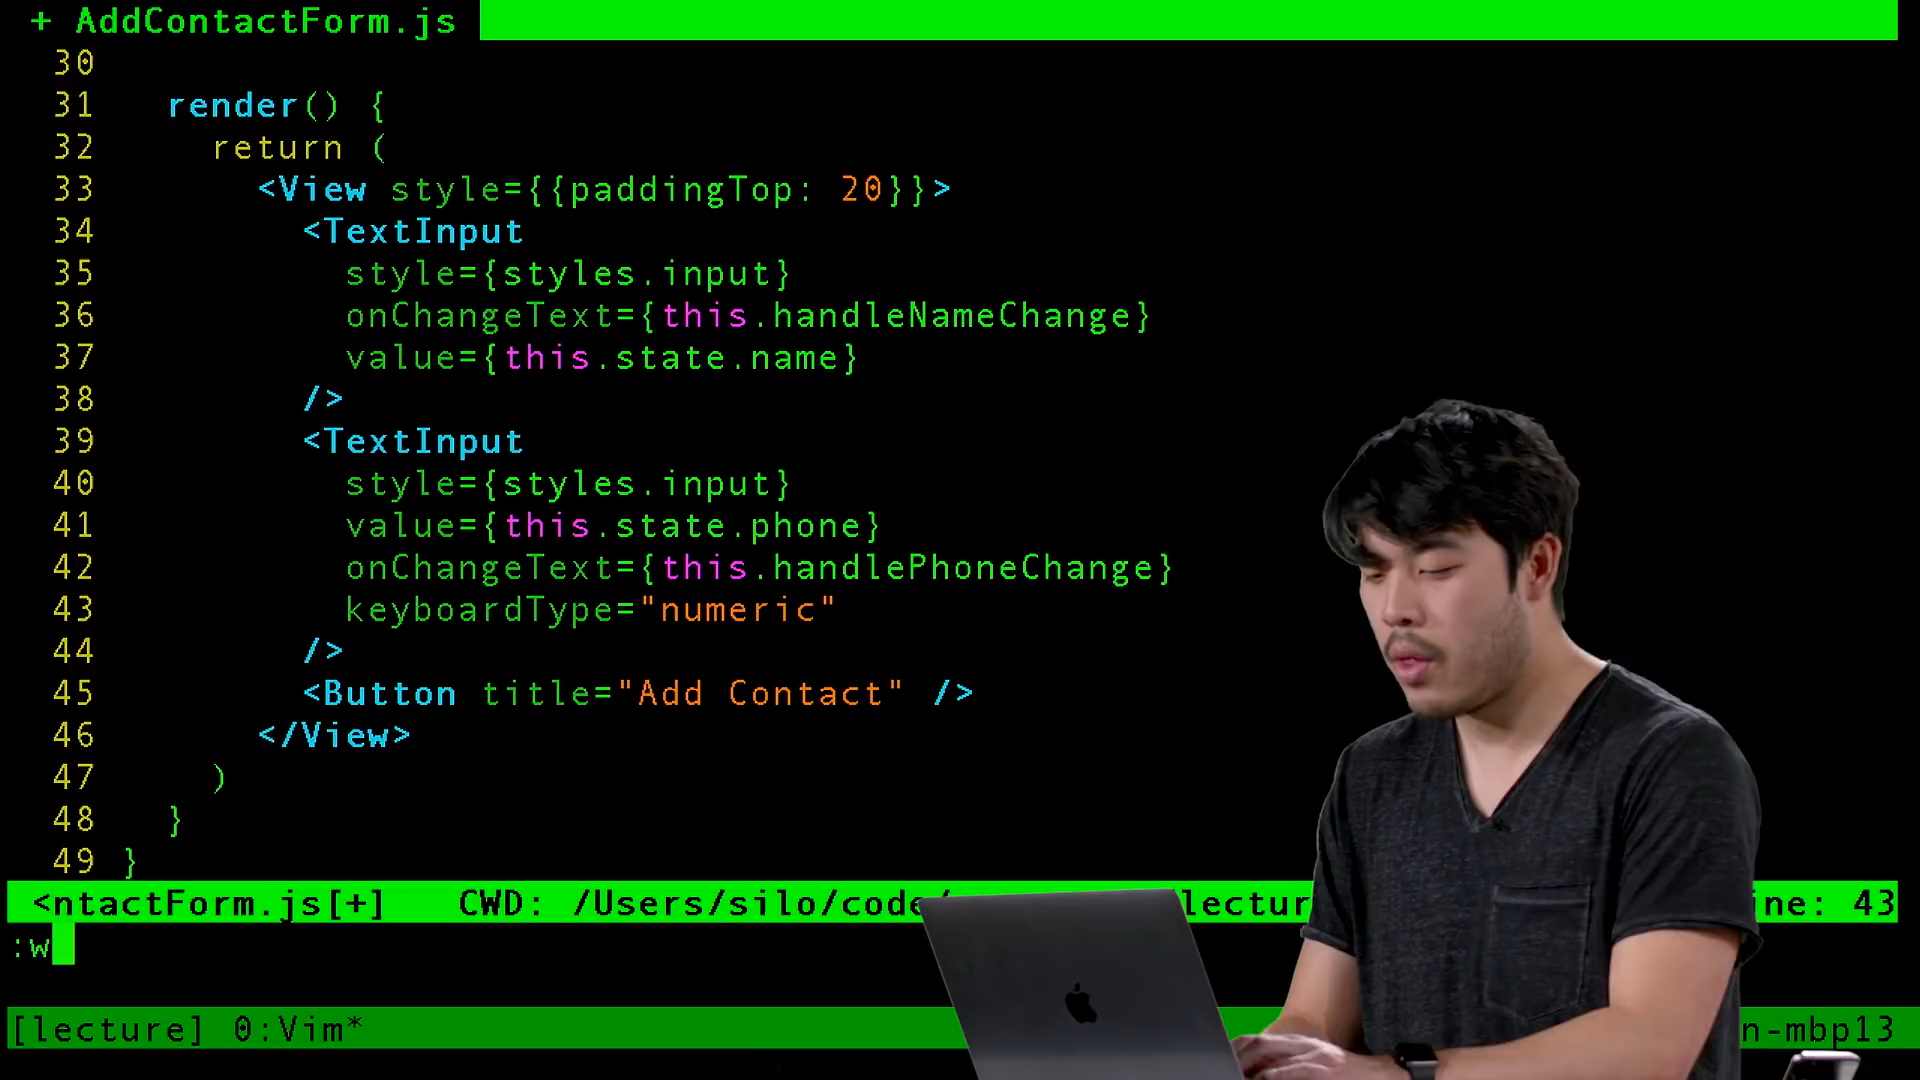 + AddContactForm.js
30
31 render() {
32 return (
33 <View style={{paddingTop: 20}}>
34 <TextInput
35 style={styles.input}
36 onChangeText={this.handleNameChange}
37 value={this.state.name}
38 />
39 <TextInput
40 style={styles.input}
41 value={this.state.phone}
42 onChangeText={this.handlePhoneChange}
43 keyboardType="numeric"
44 />
45 <Button title="Add Contact" />
46 </View>
47 )
48 }
49 }
<ntactForm.js[+] CWD: /Users/silo/code/ lectur ine: 43
:w
[lecture] 0:Vim* n-mbp13